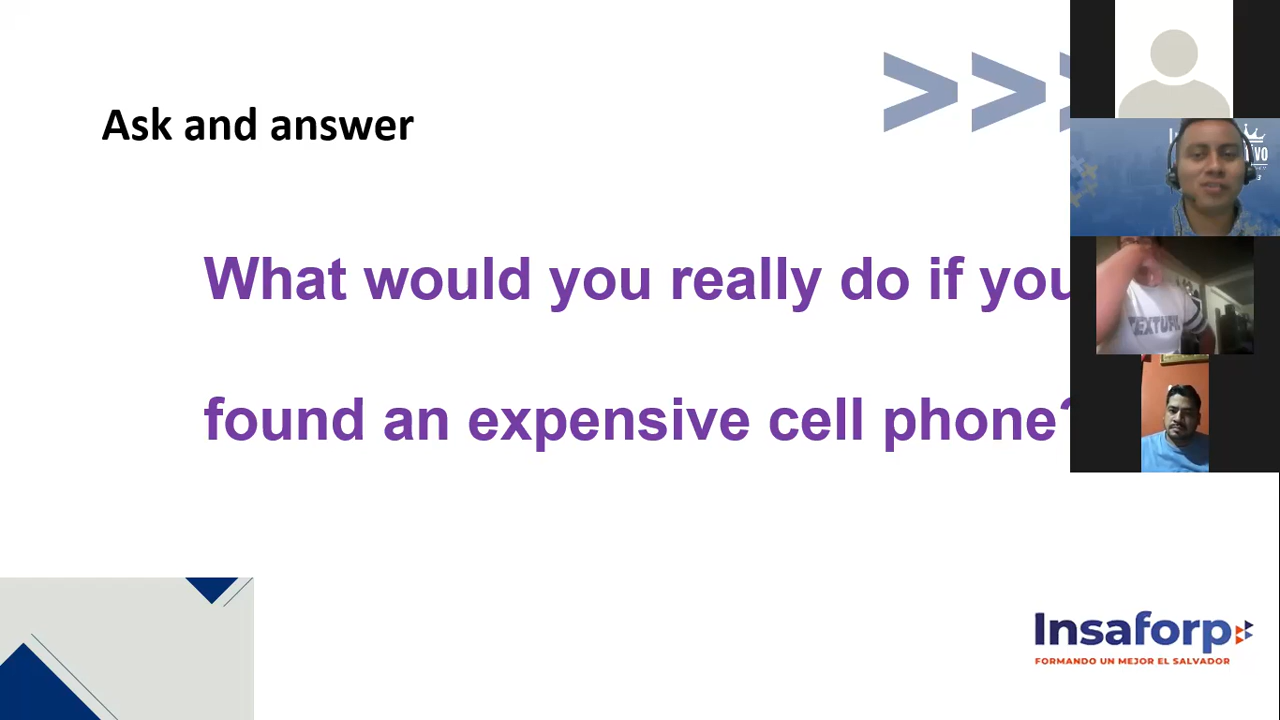 >>>
Ask and answer
What would you really do if you
found an expensive cell phone?
TEXTUFIL
Insaforp
FORMANDO UN MEJOR EL SALVADOR